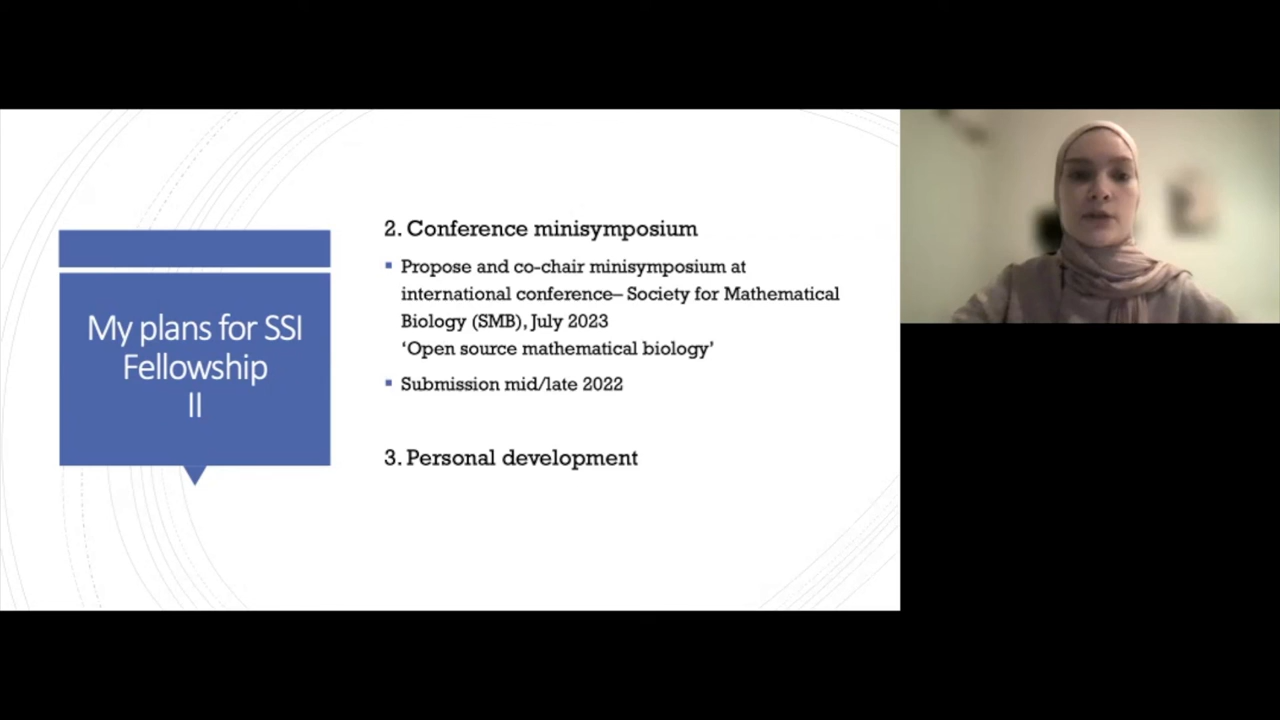 My plans for SSI
Fellowship
II
2. Conference minisymposium
▪ Propose and co-chair minisymposium at
international conference– Society for Mathematical
Biology (SMB), July 2023
‘Open source mathematical biology’
▪ Submission mid/late 2022
3. Personal development